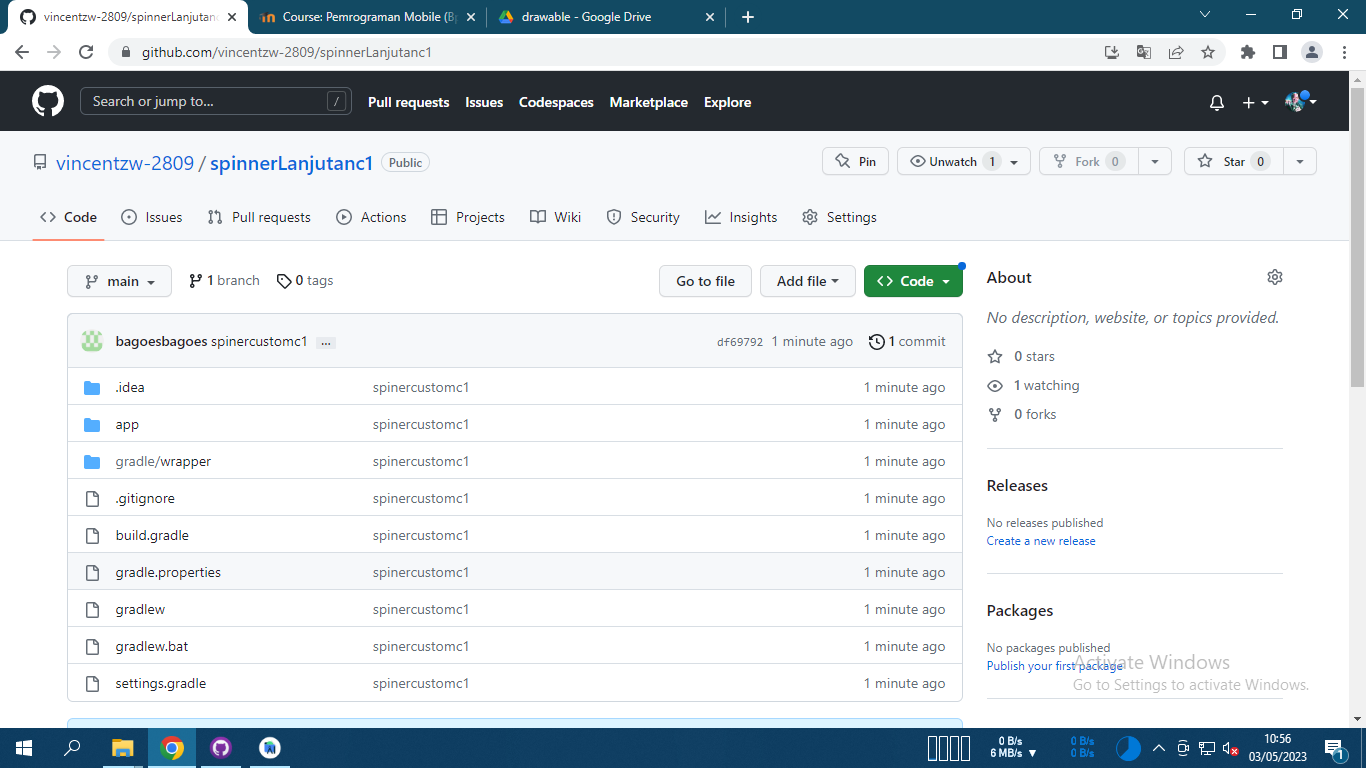 vincentzw-2809/spinnerLanjutanc
Course: Pemrograman Mobile (Bp
drawable - Google Drive
github.com/vincentzw-2809/spinnerLanjutanc1
Search or jump to...
/
Pull requests
Issues
Codespaces
Marketplace
Explore
vincentzw-2809 / spinnerLanjutanc1
Public
Pin
Unwatch 1
Fork 0
Star 0
Code
Issues
Pull requests
Actions
Projects
Wiki
Security
Insights
Settings
main
1 branch
0 tags
Go to file
Add file
Code
bagoesbagoes spinercustomc1 ...
df69792 1 minute ago
1 commit
.idea spinercustomc1 1 minute ago
app spinercustomc1 1 minute ago
gradle/wrapper spinercustomc1 1 minute ago
.gitignore spinercustomc1 1 minute ago
build.gradle spinercustomc1 1 minute ago
gradle.properties spinercustomc1 1 minute ago
gradlew spinercustomc1 1 minute ago
gradlew.bat spinercustomc1 1 minute ago
settings.gradle spinercustomc1 1 minute ago
About
No description, website, or topics provided.
0 stars
1 watching
0 forks
Releases
No releases published
Create a new release
Packages
No packages published
Publish your first package
Activate Windows
Go to Settings to activate Windows.
0 B/s
6 MB/s
0 B/s
0 B/s
10:56
03/05/2023
1